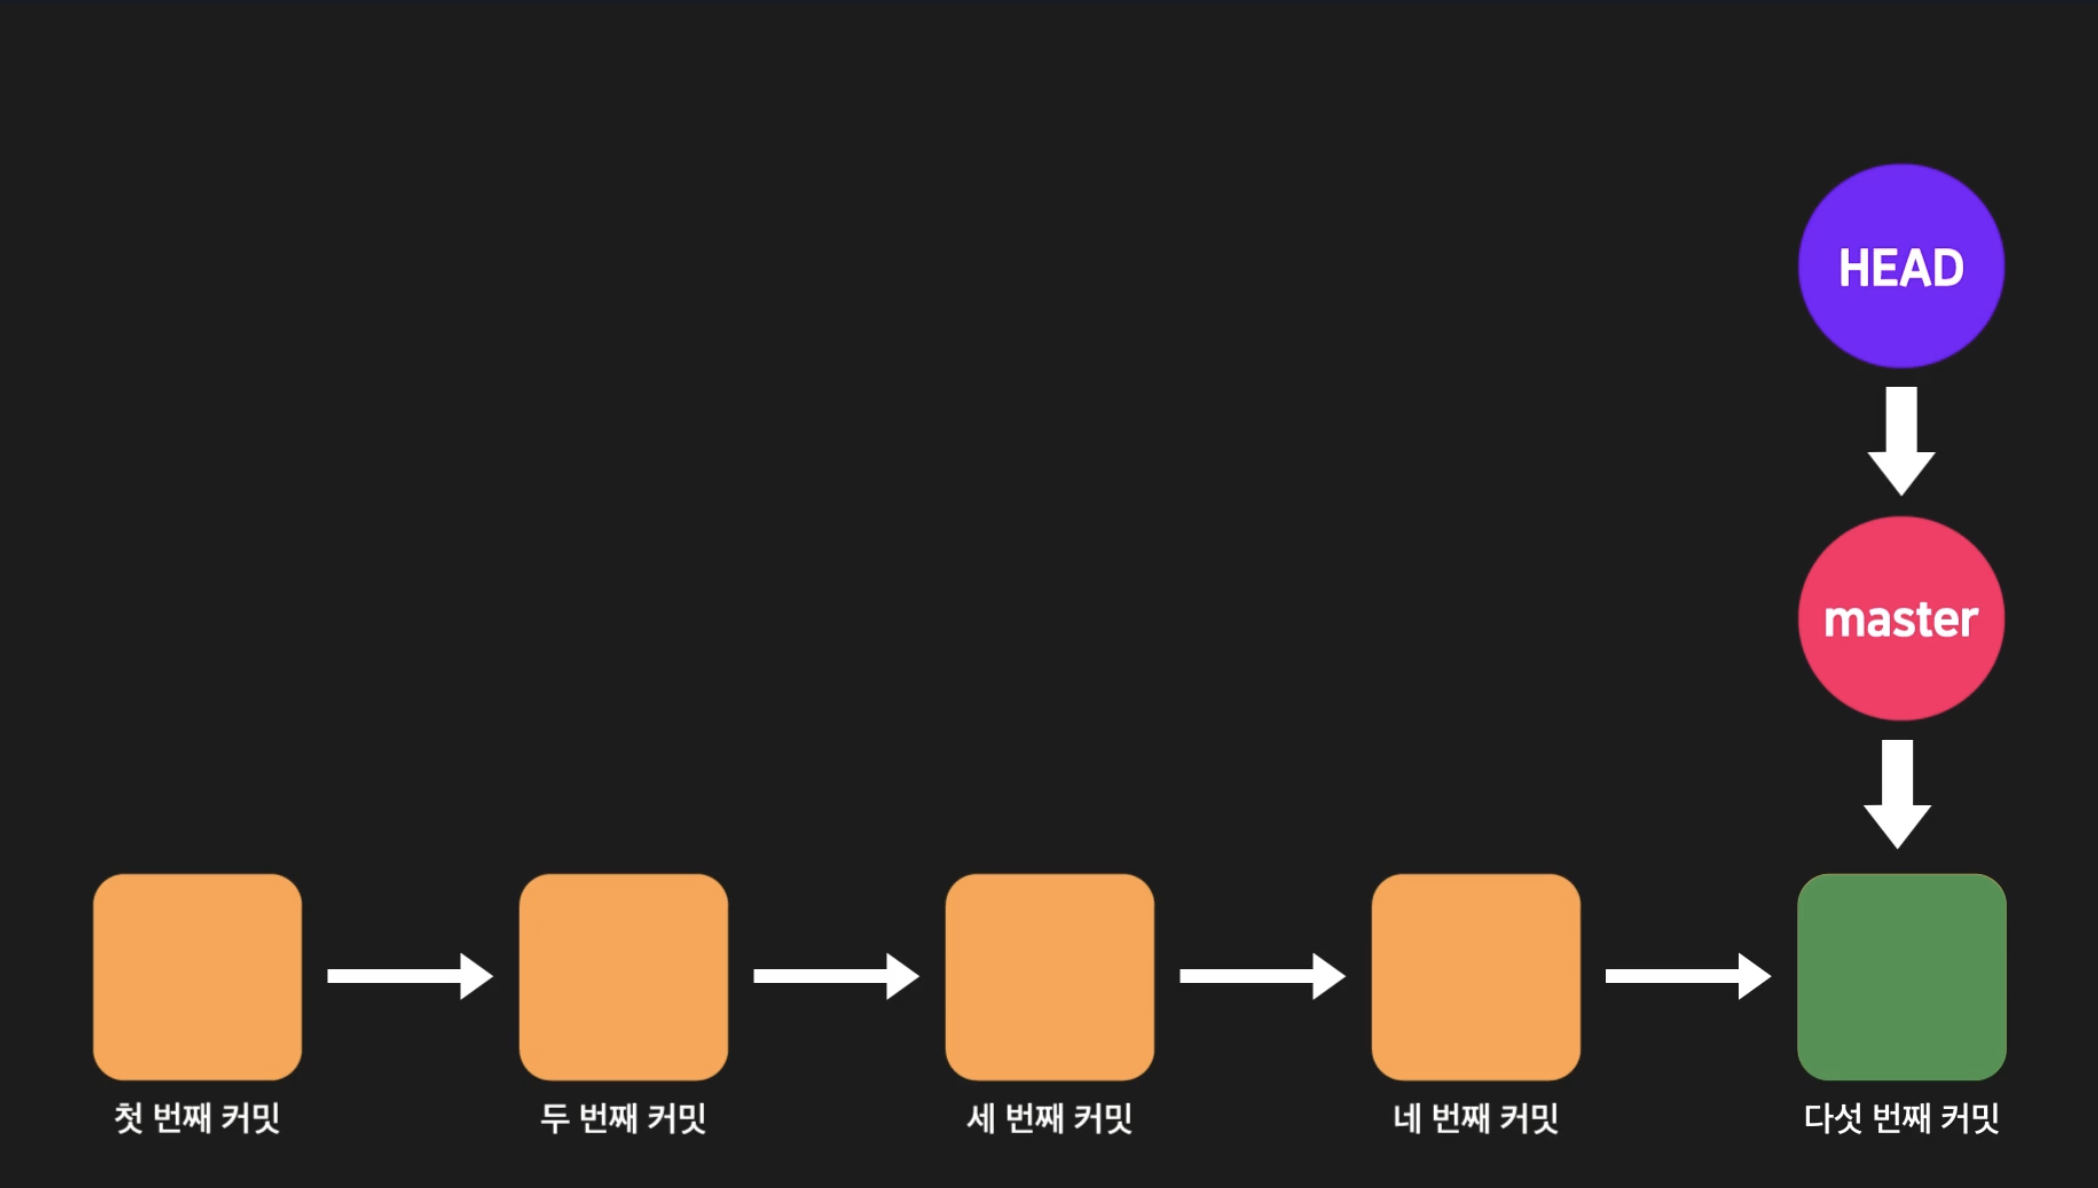 HEAD
master
첫 번째 커밋
두 번째 커밋
세 번째 커밋
네 번째 커밋
다섯 번째 커밋